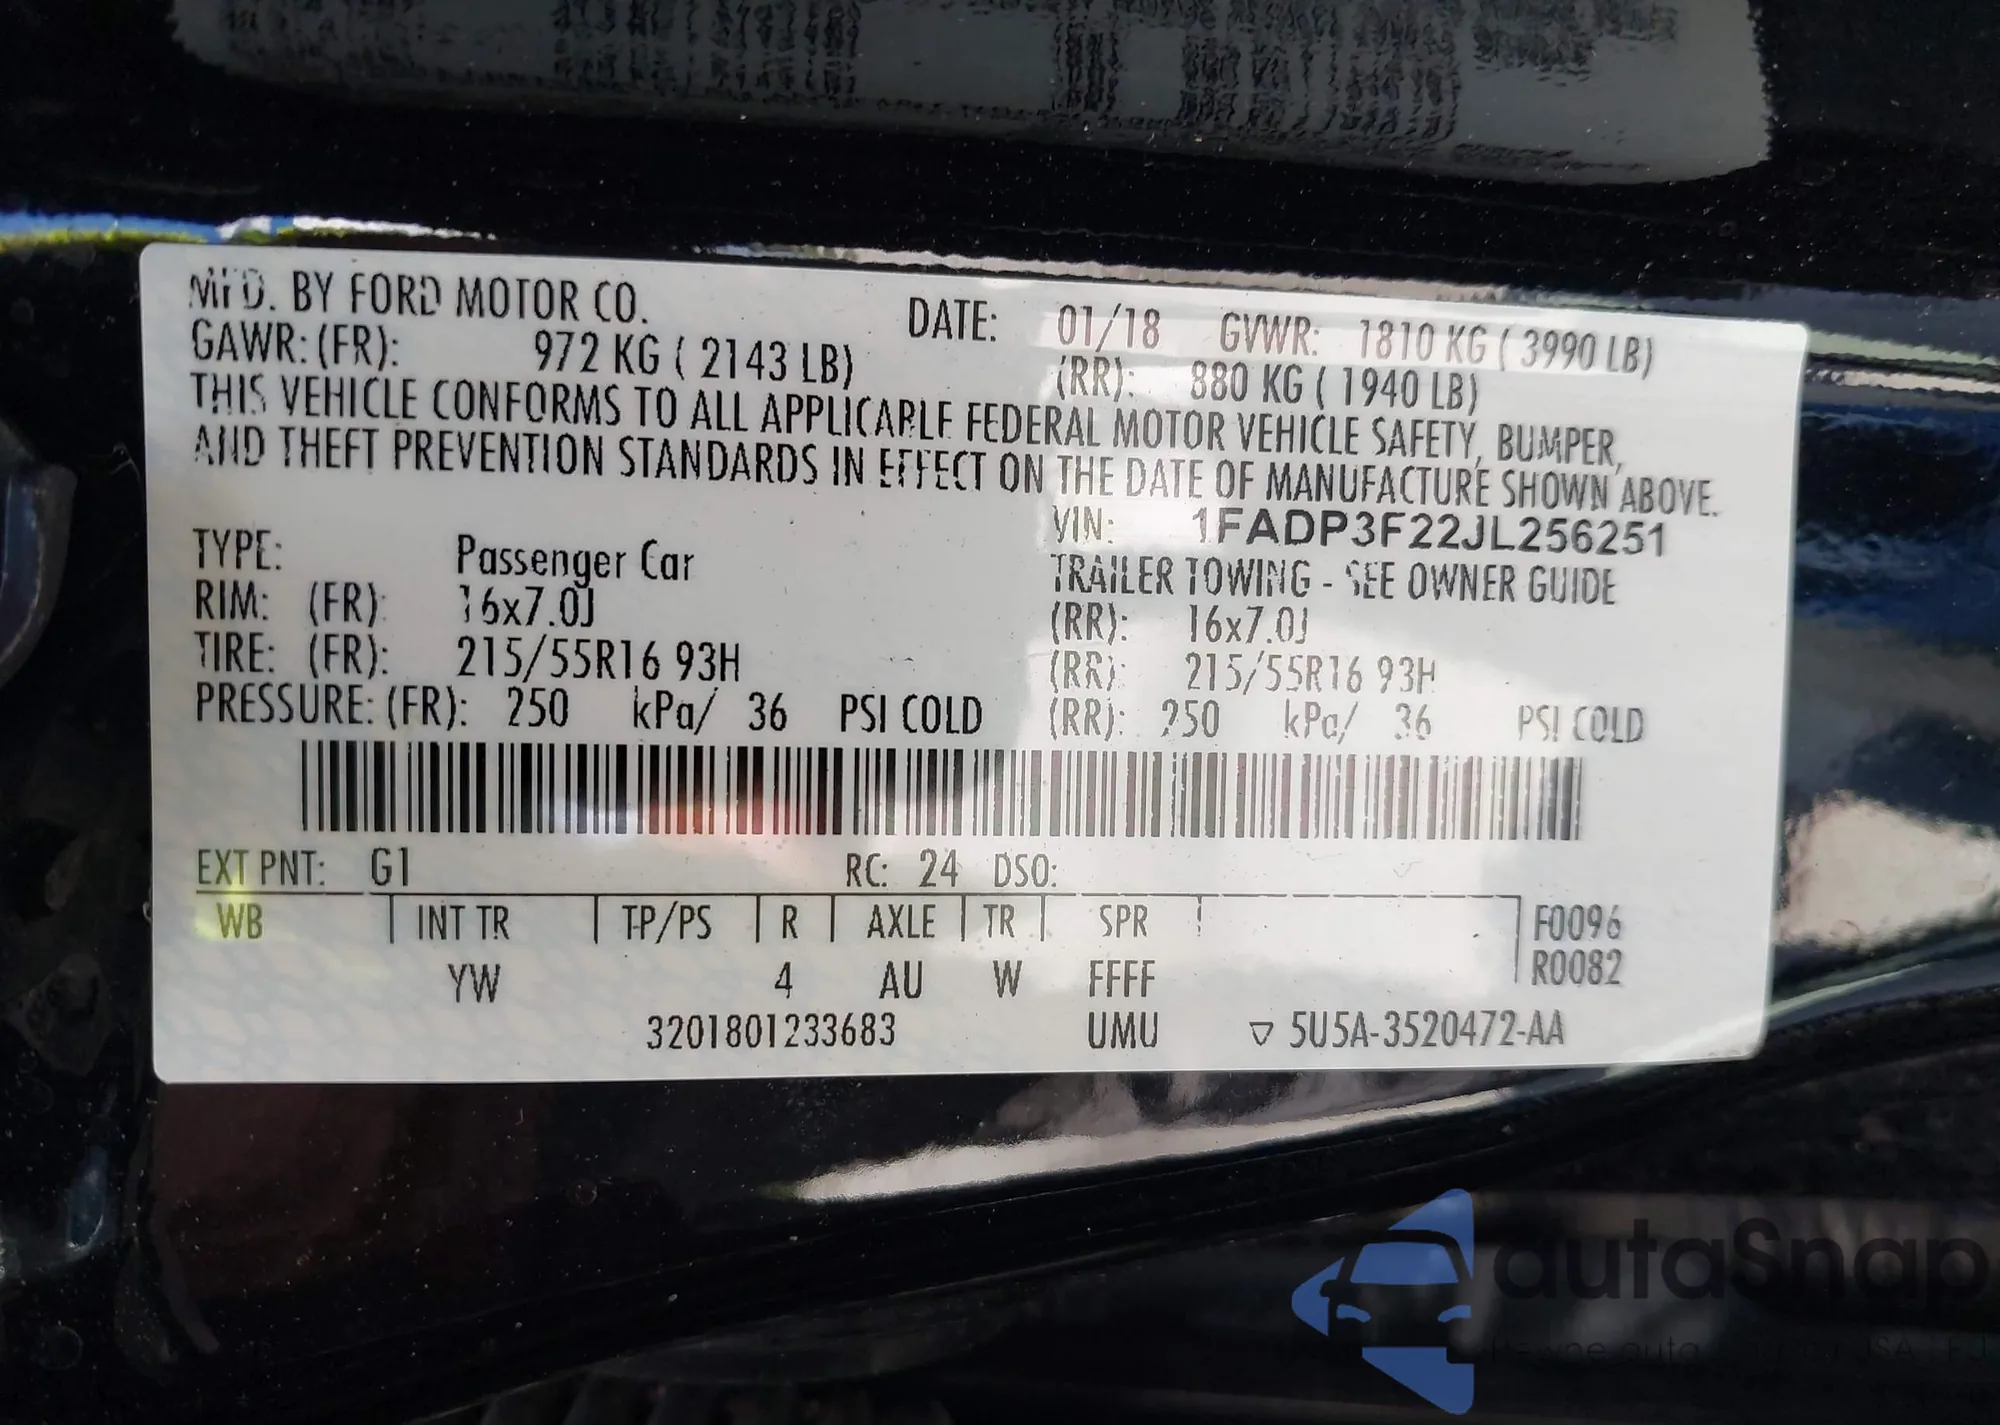 MFD. BY FORD MOTOR CO. DATE: 01/18 GVWR: 1810 KG ( 3990 LB)
GAWR: (FR): 972 KG ( 2143 LB) (RR): 880 KG ( 1940 LB)
THIS VEHICLE CONFORMS TO ALL APPLICABLE FEDERAL MOTOR VEHICLE SAFETY, BUMPER,
AND THEFT PREVENTION STANDARDS IN EFFECT ON THE DATE OF MANUFACTURE SHOWN ABOVE.
VIN: 1FADP3F22JL256251
TYPE: Passenger Car TRAILER TOWING - SEE OWNER GUIDE
RIM: (FR): 16x7.0J (RR): 16x7.0J
TIRE: (FR): 215/55R16 93H (RR): 215/55R16 93H
PRESSURE: (FR): 250 kPa/ 36 PSI COLD (RR): 250 kPa/ 36 PSI COLD
EXT PNT: G1 RC: 24 DSO:
WB INT TR TP/PS R AXLE TR SPR F0096
R0082
YW 4 AU W FFFF
3201801233683 UMU ▽ 5U5A-3520472-AA
autaSnap